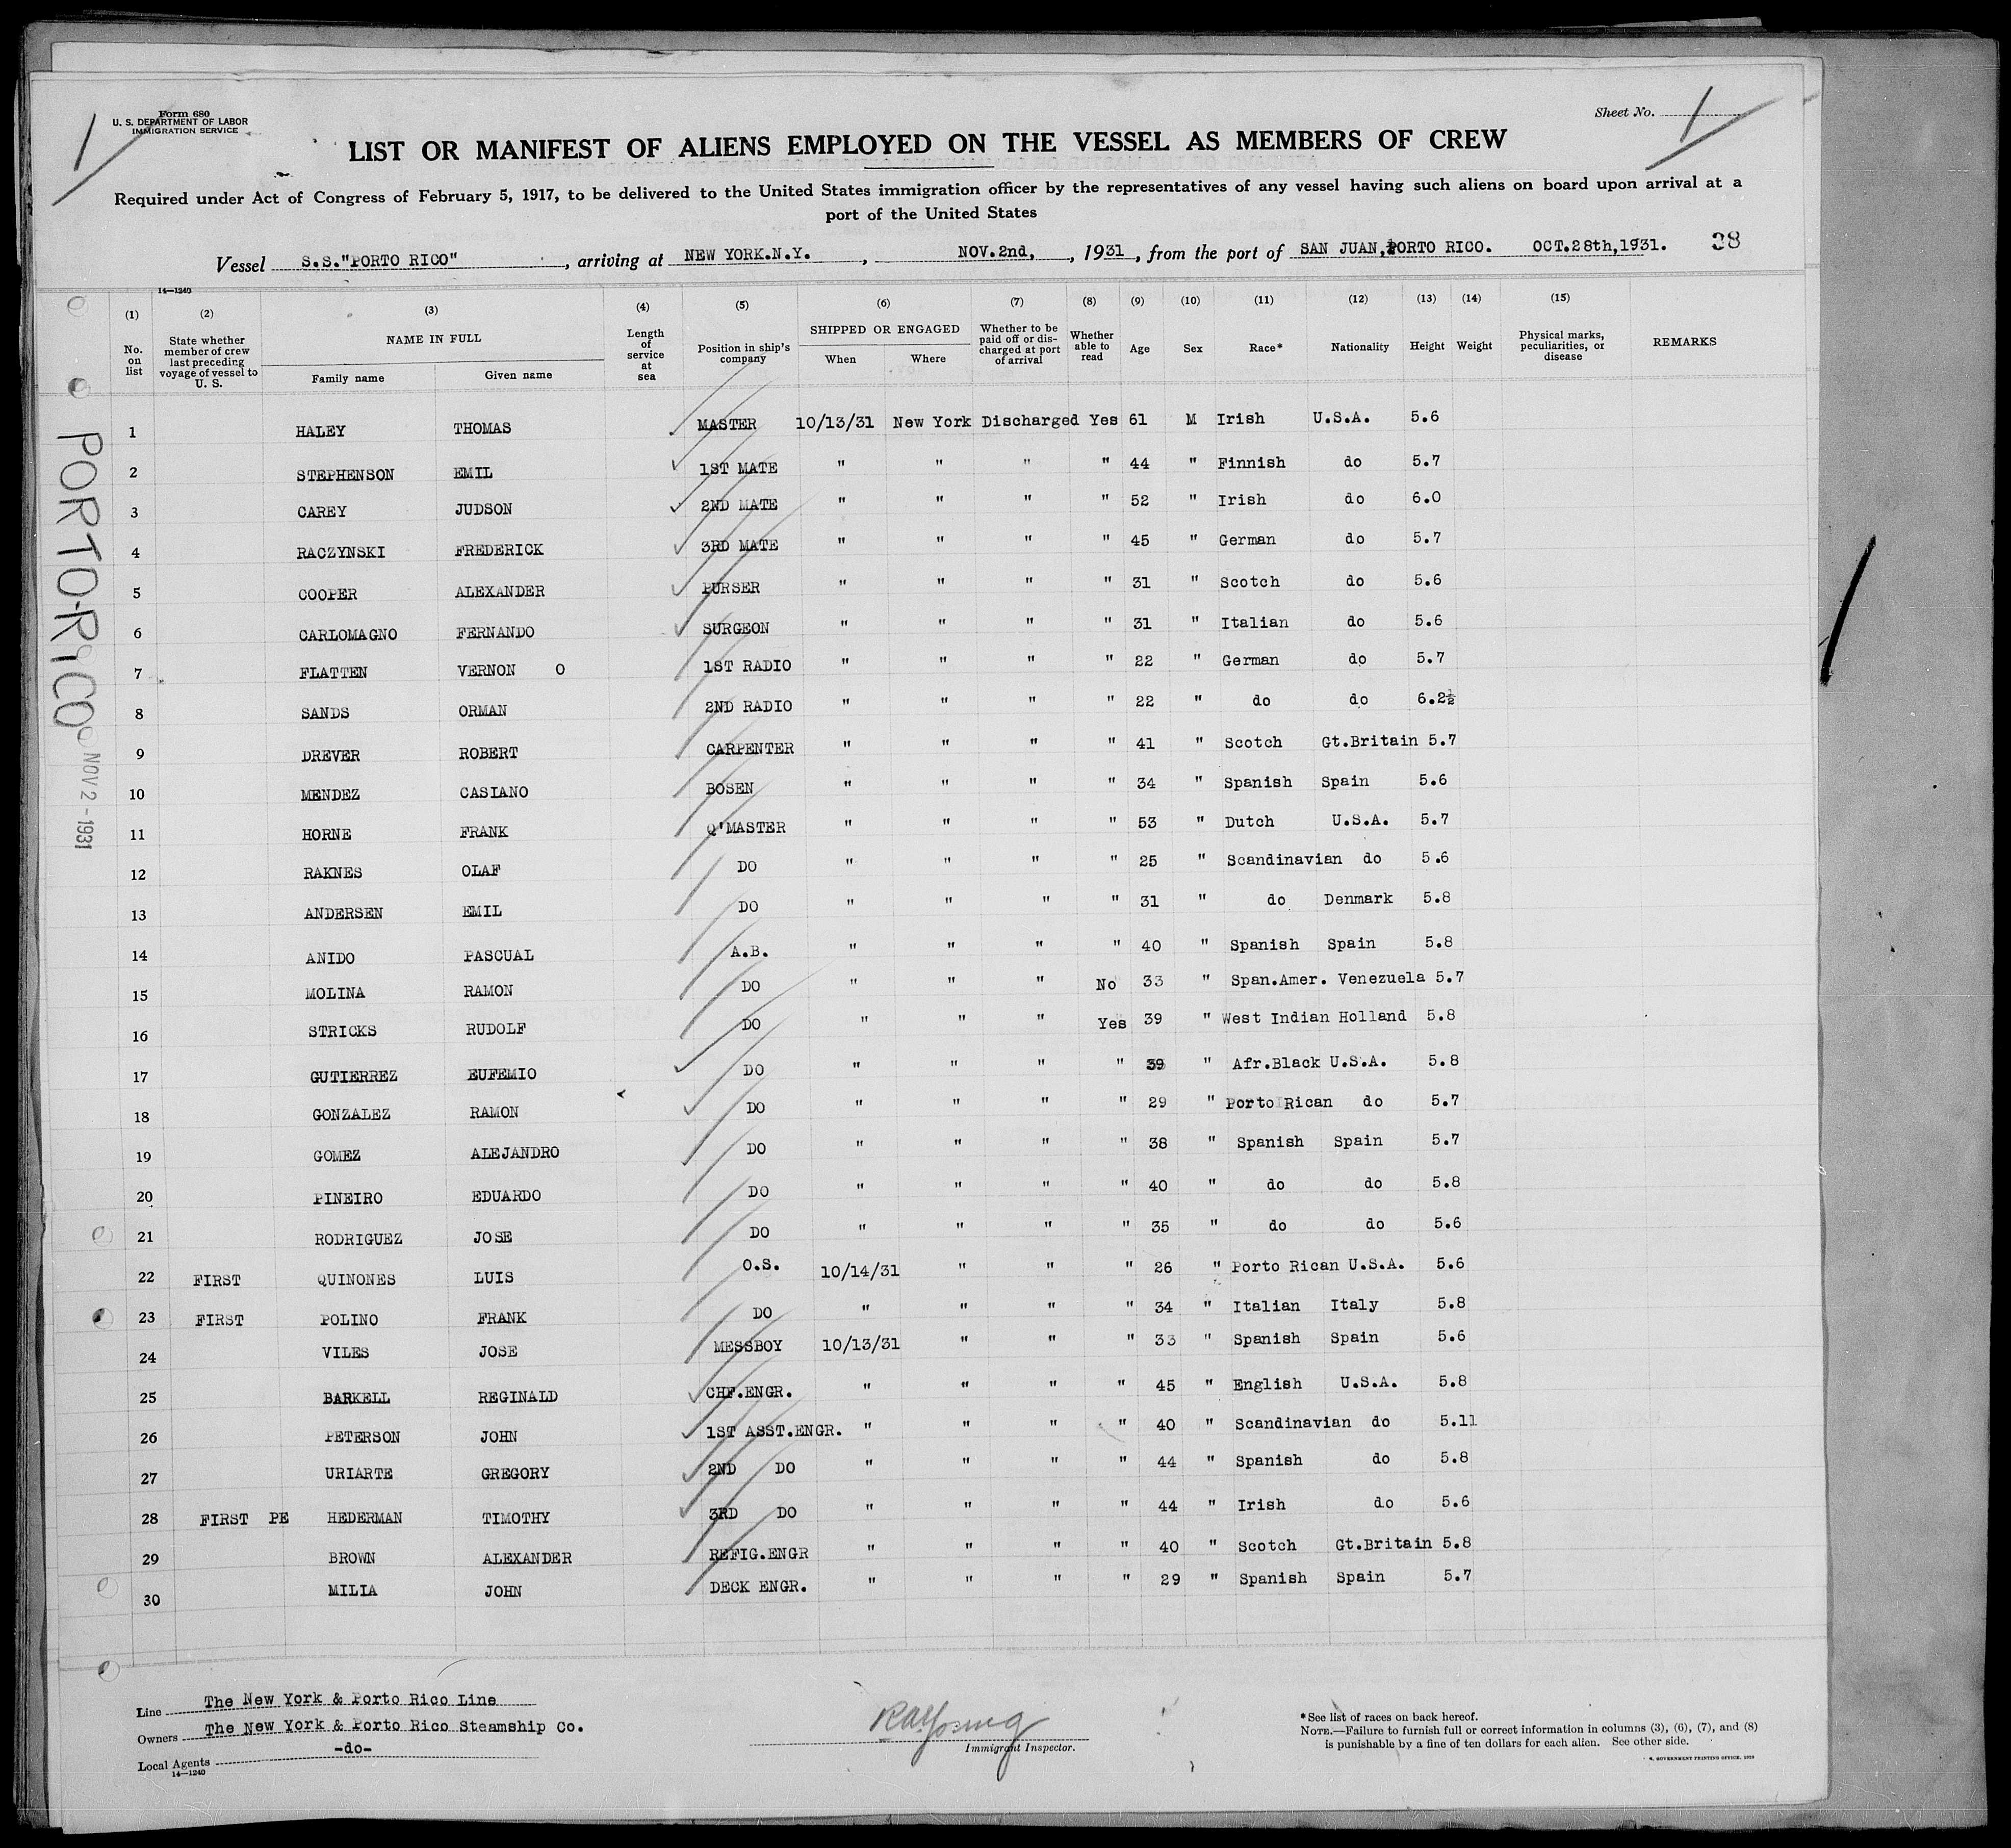 Form 680
U. S. DEPARTMENT OF LABOR
IMMIGRATION SERVICE
Sheet No. 1
LIST OR MANIFEST OF ALIENS EMPLOYED ON THE VESSEL AS MEMBERS OF CREW
Required under Act of Congress of February 5, 1917, to be delivered to the United States immigration officer by the representatives of any vessel having such aliens on board upon arrival at a
port of the United States
Vessel S.S."PORTO RICO", arriving at NEW YORK.N.Y., NOV.2nd,, 1931, from the port of SAN JUAN, PORTO RICO. OCT.28th,1931. 28
14—1240
(1) (2) (3) (4) (5) (6) (7) (8) (9) (10) (11) (12) (13) (14) (15)
No. on list
State whether member of crew last preceding voyage of vessel to U. S.
NAME IN FULL
Family name Given name
Length of service at sea
Position in ship's company
SHIPPED OR ENGAGED
When Where
Whether to be paid off or discharged at port of arrival
Whether able to read
Age Sex Race* Nationality Height Weight
Physical marks, peculiarities, or disease
REMARKS
1 HALEY THOMAS MASTER 10/13/31 New York Discharged Yes 61 M Irish U.S.A. 5.6
2 STEPHENSON EMIL 1ST MATE " " " " 44 " Finnish do 5.7
3 CAREY JUDSON 2ND MATE " " " " 52 " Irish do 6.0
4 RACZYNSKI FREDERICK 3RD MATE " " " " 45 " German do 5.7
5 COOPER ALEXANDER PURSER " " " " 31 " Scotch do 5.6
6 CARLOMAGNO FERNANDO SURGEON " " " " 31 " Italian do 5.6
7 FLATTEN VERNON O 1ST RADIO " " " " 22 " German do 5.7
8 SANDS ORMAN 2ND RADIO " " " " 22 " do do 6.2½
9 DREVER ROBERT CARPENTER " " " " 41 " Scotch Gt.Britain 5.7
10 MENDEZ CASIANO BOSEN " " " " 34 " Spanish Spain 5.6
11 HORNE FRANK Q'MASTER " " " " 53 " Dutch U.S.A. 5.7
12 RAKNES OLAF DO " " " " 25 " Scandinavian do 5.6
13 ANDERSEN EMIL DO " " " " 31 " do Denmark 5.8
14 ANIDO PASCUAL A.B. " " " " 40 " Spanish Spain 5.8
15 MOLINA RAMON DO " " " No 33 " Span.Amer. Venezuela 5.7
16 STRICKS RUDOLF DO " " " Yes 39 " West Indian Holland 5.8
17 GUTIERREZ EUFEMIO DO " " " " 39 " Afr.Black U.S.A. 5.8
18 GONZALEZ RAMON DO " " " " 29 " Porto Rican do 5.7
19 GOMEZ ALEJANDRO DO " " " " 38 " Spanish Spain 5.7
20 PINEIRO EDUARDO DO " " " " 40 " do do 5.8
21 RODRIGUEZ JOSE DO " " " " 35 " do do 5.6
22 FIRST QUINONES LUIS O.S. 10/14/31 " " " 26 " Porto Rican U.S.A. 5.6
23 FIRST POLINO FRANK DO " " " " 34 " Italian Italy 5.8
24 VILES JOSE MESSBOY 10/13/31 " " " 33 " Spanish Spain 5.6
25 BARKELL REGINALD CHF.ENGR. " " " " 45 " English U.S.A. 5.8
26 PETERSON JOHN 1ST ASST.ENGR. " " " " 40 " Scandinavian do 5.11
27 URIARTE GREGORY 2ND DO " " " " 44 " Spanish do 5.8
28 FIRST PE HEDERMAN TIMOTHY 3RD DO " " " " 44 " Irish do 5.6
29 BROWN ALEXANDER REFIG.ENGR " " " " 40 " Scotch Gt.Britain 5.8
30 MILIA JOHN DECK ENGR. " " " " 29 " Spanish Spain 5.7
PORTO-RICO
NOV 2 - 1931
Line The New York & Porto Rico Line
Owners The New York & Porto Rico Steamship Co.
Local Agents -do-
14—1240
RAYoung
Immigrant Inspector.
*See list of races on back hereof.
NOTE.—Failure to furnish full or correct information in columns (3), (6), (7), and (8)
is punishable by a fine of ten dollars for each alien. See other side.
GOVERNMENT PRINTING OFFICE